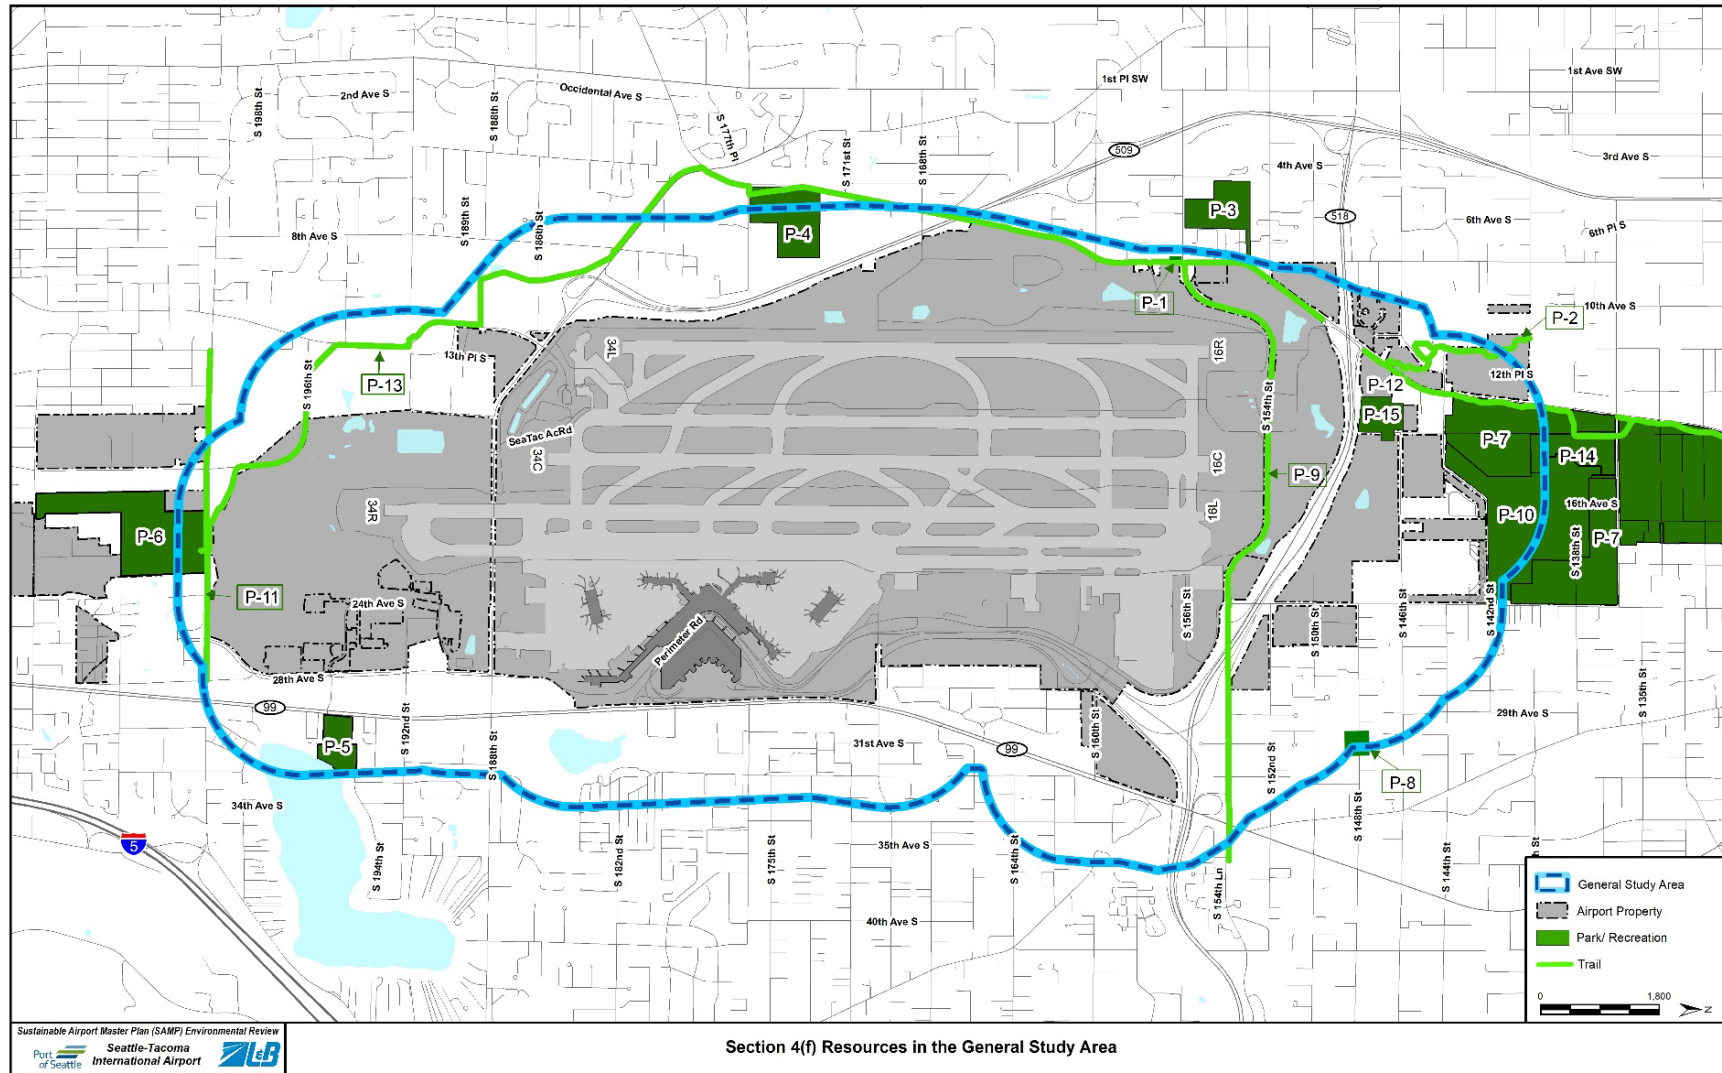 1st Pl SW
1st Ave SW
2nd Ave S
Occidental Ave S
S 198th St
S 188th St
S 177th Pl
S 171st St
S 168th St
509
4th Ave S
3rd Ave S
518
P-3
6th Ave S
6th Pl S
8th Ave S
S 189th St
S 186th St
P-4
P-1
10th Ave S
P-2
13th Pl S
P-13
S 196th St
34L
16R
12th Pl S
P-12
P-15
S 154th St
SeaTac AcRd
34C
16C
P-7
P-14
P-9
34R
16L
16th Ave S
P-6
P-10
P-7
S 138th St
P-11
24th Ave S
Perimeter Rd
S 156th St
S 150th St
S 146th St
S 142nd St
28th Ave S
99
P-5
S 192nd St
S 188th St
31st Ave S
99
S 160th St
S 152nd St
29th Ave S
S 135th St
P-8
34th Ave S
5
S 194th St
S 182nd St
S 175th St
35th Ave S
S 164th St
S 148th St
S 144th St
S 154th Ln
40th Ave S
General Study Area
Airport Property
Park/ Recreation
Trail
0 1,800
N
Sustainable Airport Master Plan (SAMP) Environmental Review
Port of Seattle
Seattle-Tacoma
International Airport
L&B
Section 4(f) Resources in the General Study Area